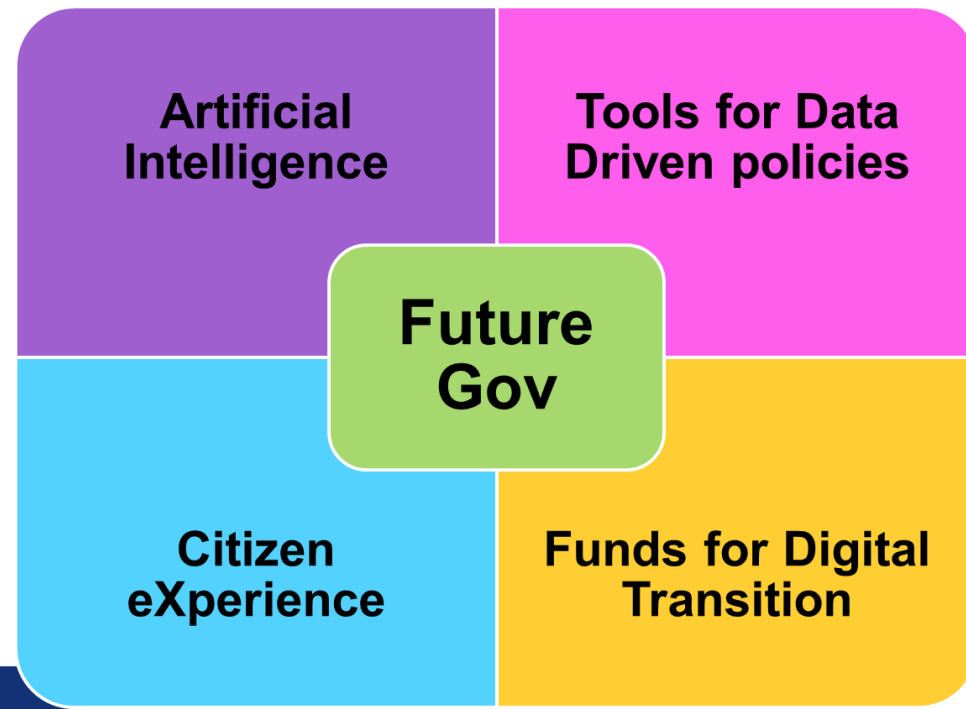 Artificial
Intelligence
Tools for Data
Driven policies
Future
Gov
Citizen
eXperience
Funds for Digital
Transition